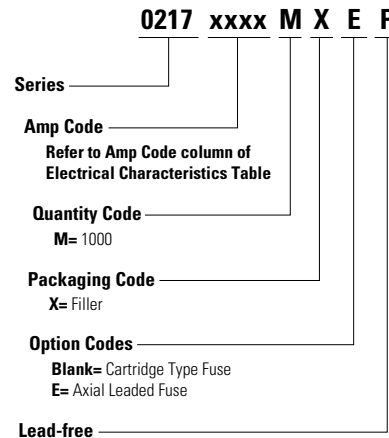 0217 xxxx M X E P
Series
Amp Code
Refer to Amp Code column of
Electrical Characteristics Table
Quantity Code
M= 1000
Packaging Code
X= Filler
Option Codes
Blank= Cartridge Type Fuse
E= Axial Leaded Fuse
Lead-free